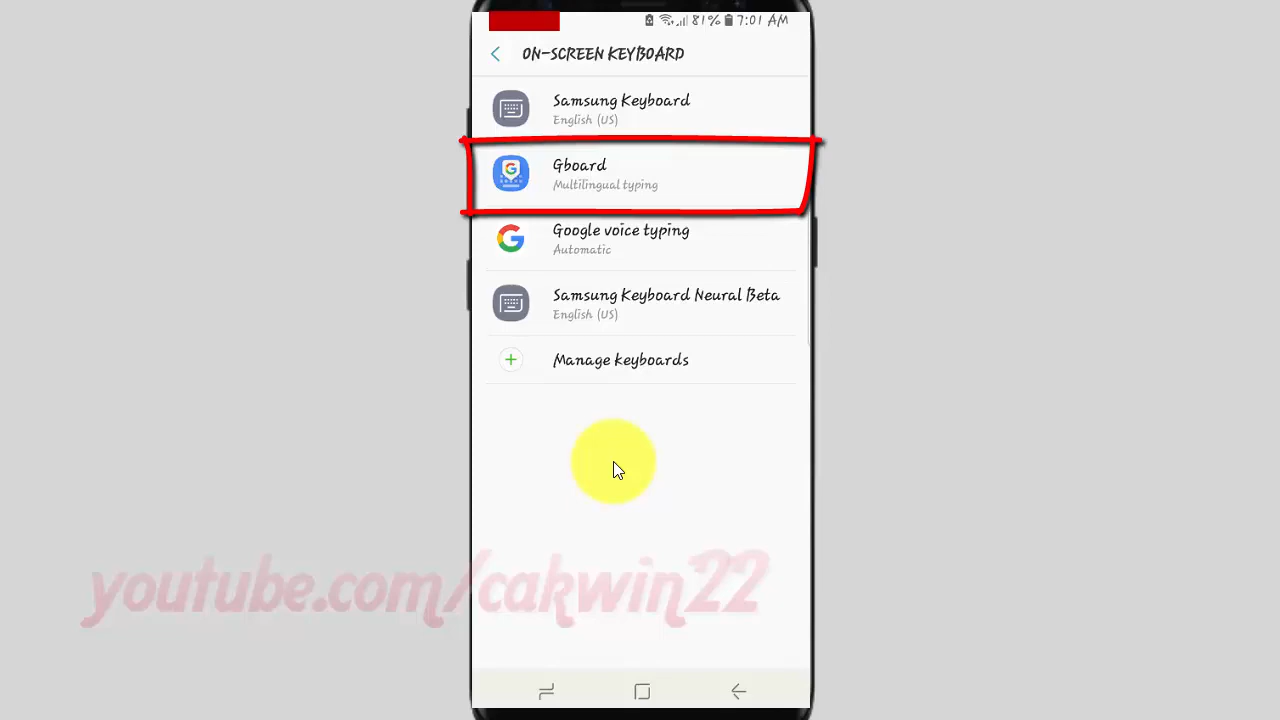 81% 7:01 AM
ON-SCREEN KEYBOARD
Samsung Keyboard
English (US)
Gboard
Multilingual typing
Google voice typing
Automatic
Samsung Keyboard Neural Beta
English (US)
Manage keyboards
youtube.com/cakwin22